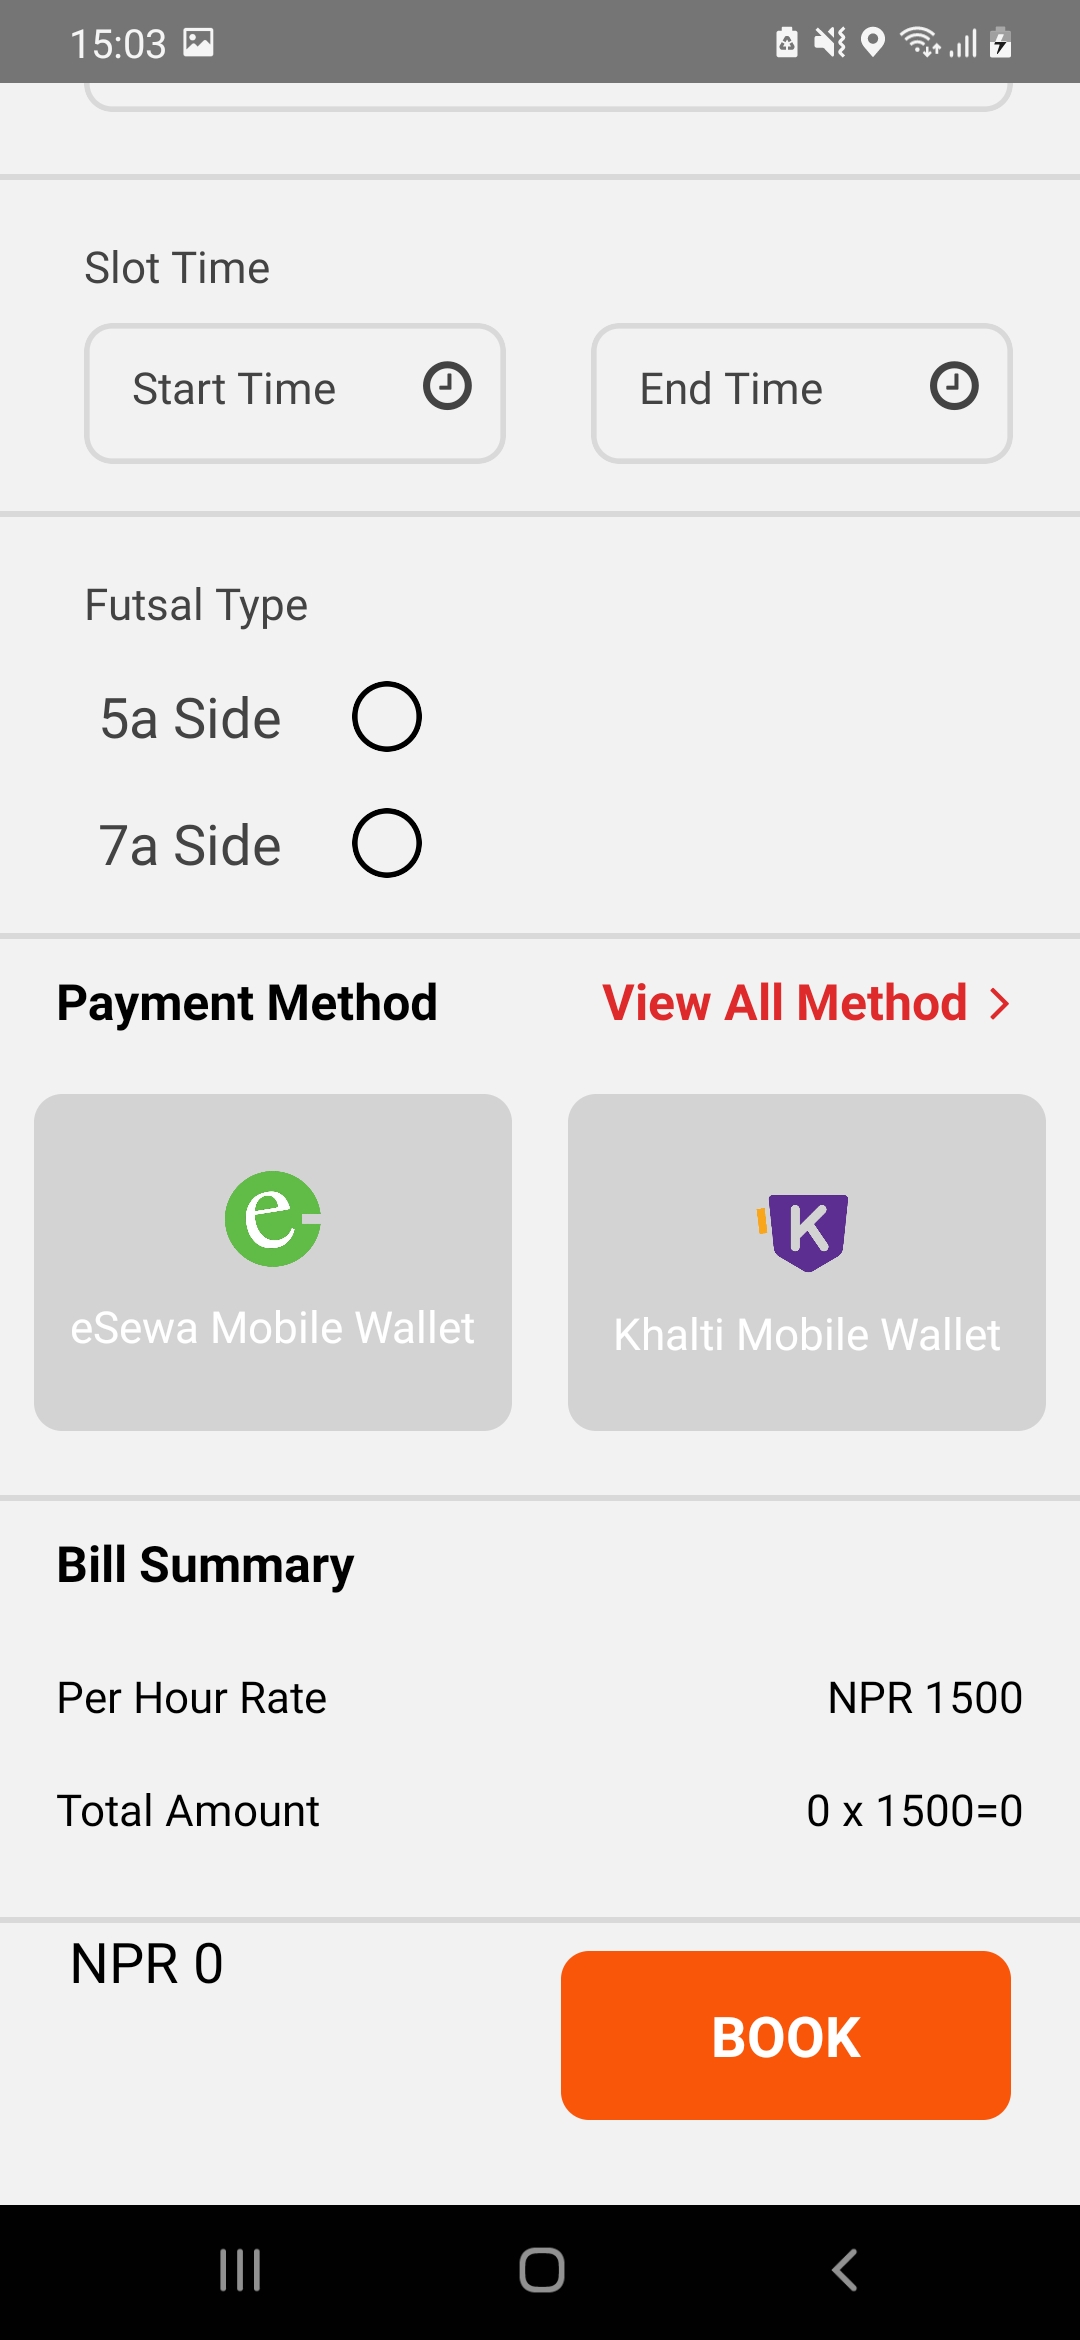 15:03
Slot Time
Start Time End Time
Futsal Type
5a Side
7a Side
Payment Method View All Method >
e K
eSewa Mobile Wallet Khalti Mobile Wallet
Bill Summary
Per Hour Rate NPR 1500
Total Amount 0 x 1500=0
NPR 0
BOOK